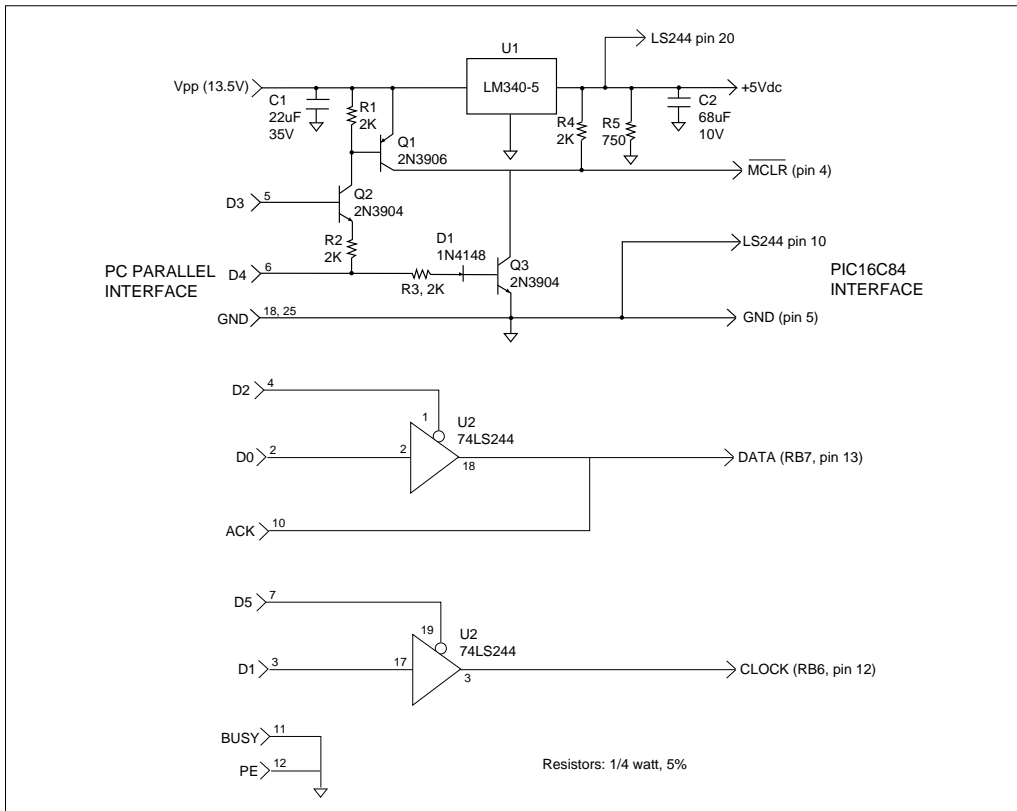 LS244 pin 20
U1
Vpp (13.5V)
LM340-5
+5Vdc
C1
22uF
35V
R1
2K
R4
2K
R5
750
C2
68uF
10V
Q1
2N3906
MCLR (pin 4)
D3
5
Q2
2N3904
R2
2K
D1
1N4148
LS244 pin 10
PC PARALLEL
INTERFACE
D4
6
R3, 2K
Q3
2N3904
PIC16C84
INTERFACE
GND
18, 25
GND (pin 5)
D2
4
1
U2
74LS244
D0
2
2
18
DATA (RB7, pin 13)
ACK
10
D5
7
19
U2
74LS244
D1
3
17
3
CLOCK (RB6, pin 12)
BUSY
11
PE
12
Resistors: 1/4 watt, 5%